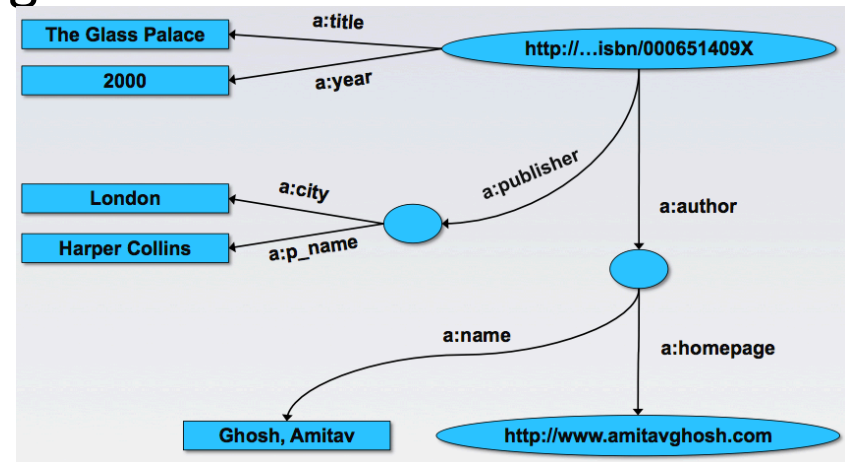 a:title
The Glass Palace
http://...isbn/000651409X
2000
a:year
a:publisher
a:city
London
a:author
Harper Collins
a:p_name
a:name
a:homepage
Ghosh, Amitav
http://www.amitavghosh.com